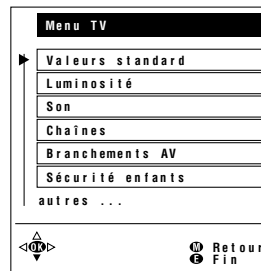 Menu TV
Valeurs standard
Luminosité
Son
Chaînes
Branchements AV
Sécurité enfants
autres ...
OK
M Retour
E Fin